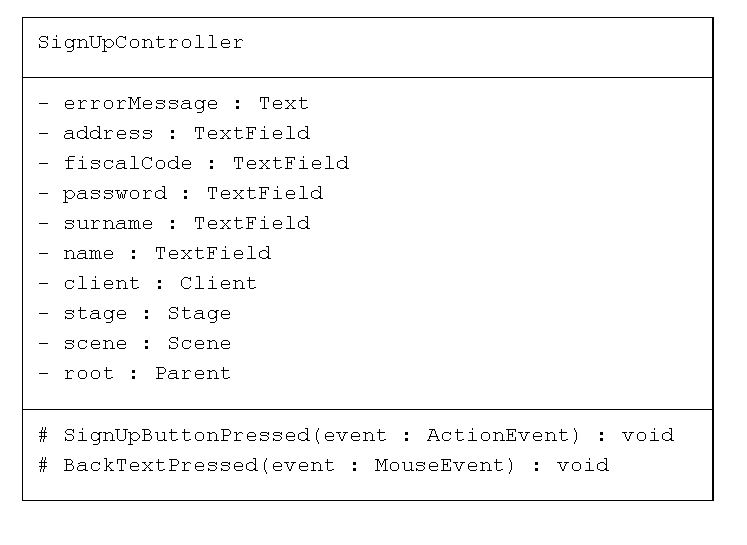 SignUpController
- errorMessage : Text
- address : TextField
- fiscalCode : TextField
- password : TextField
- surname : TextField
- name : TextField
- client : Client
- stage : Stage
- scene : Scene
- root : Parent
# SignUpButtonPressed(event : ActionEvent) : void
# BackTextPressed(event : MouseEvent) : void